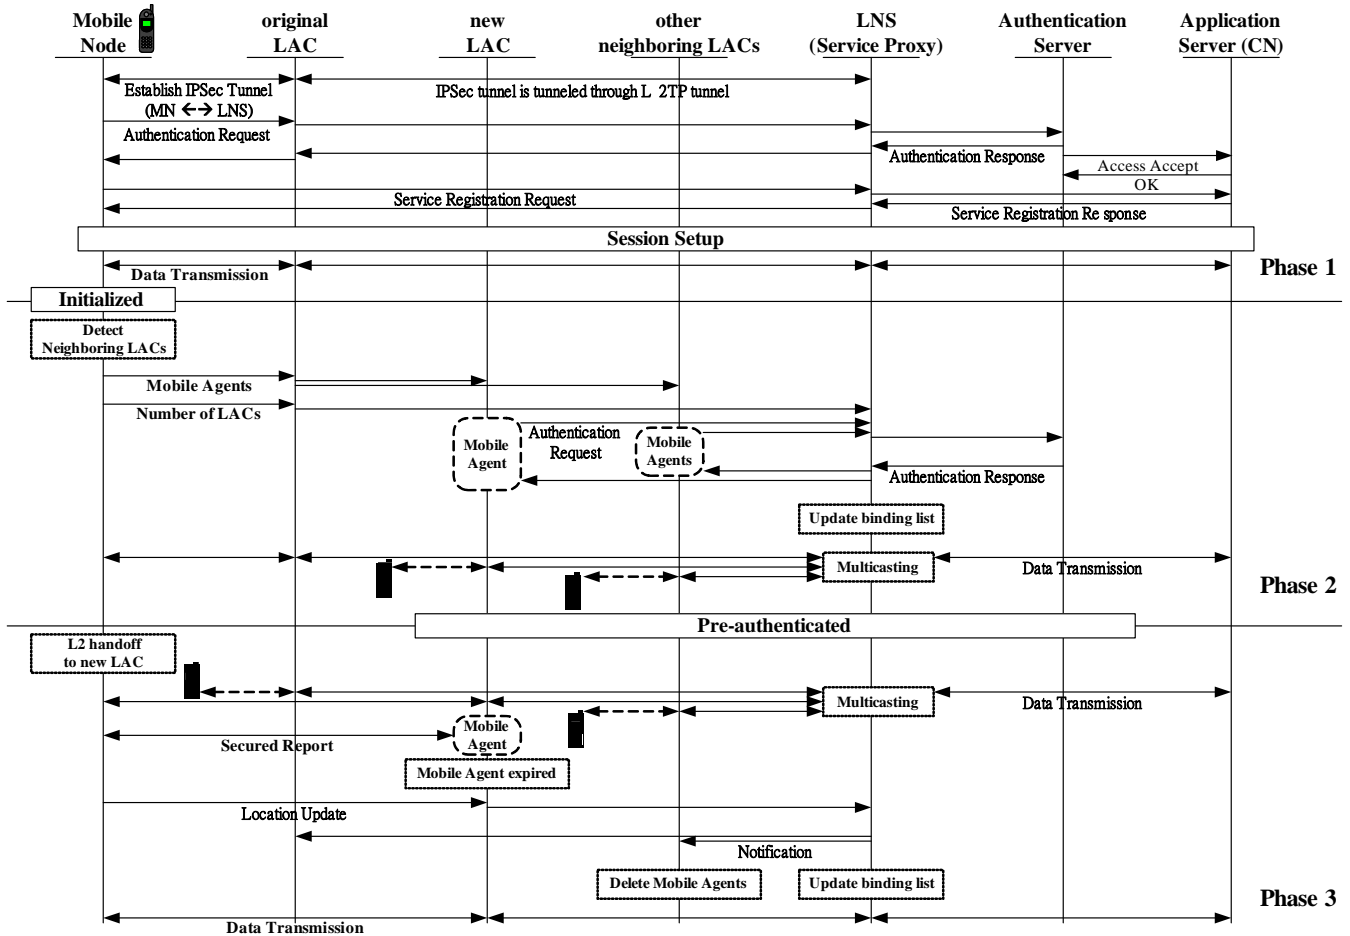 Mobile
Node
original
LAC
new
LAC
other
neighboring LACs
LNS
(Service Proxy)
Authentication
Server
Application
Server (CN)
Establish IPSec Tunnel
(MN ←→ LNS)
IPSec tunnel is tunneled through L 2TP tunnel
Authentication Request
Authentication Response
Access Accept
OK
Service Registration Request
Service Registration Re sponse
Session Setup
Data Transmission
Phase 1
Initialized
Detect
Neighboring LACs
Mobile Agents
Number of LACs
Mobile
Agent
Authentication
Request
Mobile
Agents
Authentication Response
Update binding list
Multicasting
Data Transmission
Phase 2
Pre-authenticated
L2 handoff
to new LAC
Multicasting
Data Transmission
Mobile
Agent
Secured Report
Mobile Agent expired
Location Update
Notification
Delete Mobile Agents
Update binding list
Phase 3
Data Transmission